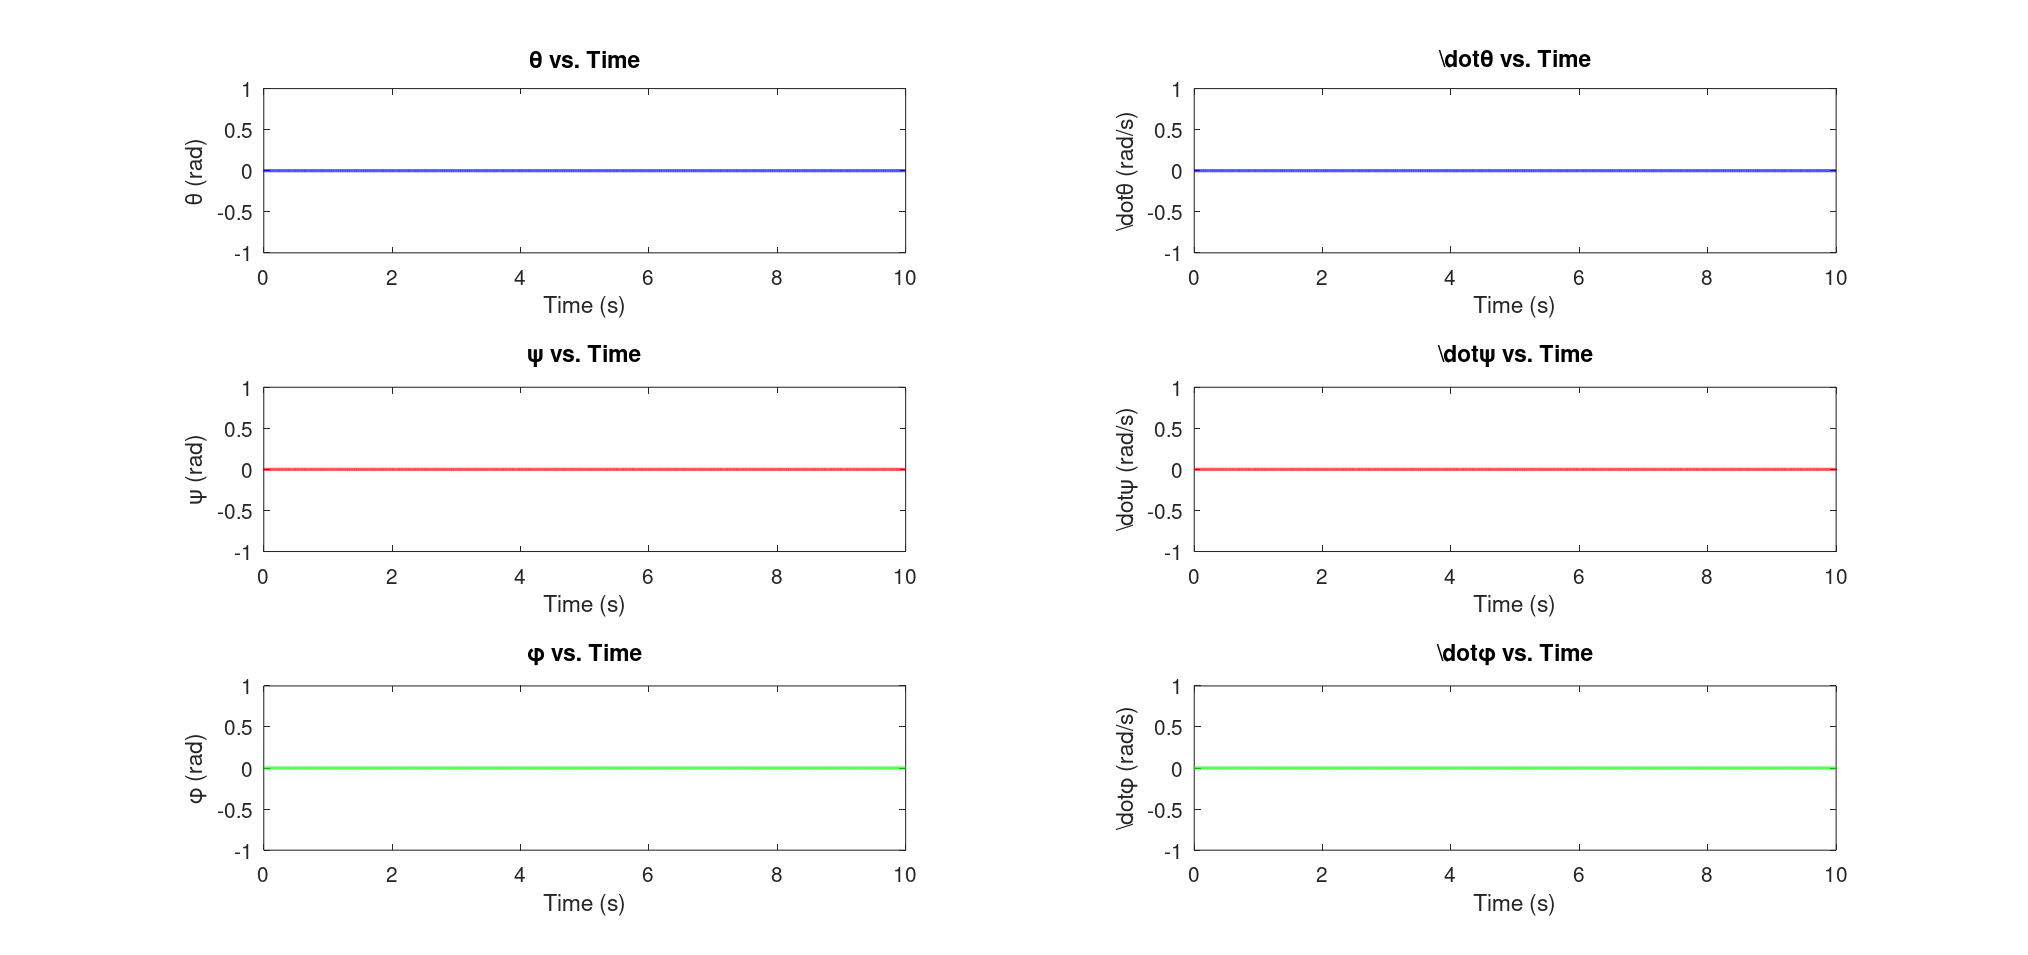 θ vs. Time
1
0.5
0
-0.5
-1
θ (rad)
0 2 4 6 8 10
Time (s)
\dotθ vs. Time
1
0.5
0
-0.5
-1
\dotθ (rad/s)
0 2 4 6 8 10
Time (s)
ψ vs. Time
1
0.5
0
-0.5
-1
ψ (rad)
0 2 4 6 8 10
Time (s)
\dotψ vs. Time
1
0.5
0
-0.5
-1
\dotψ (rad/s)
0 2 4 6 8 10
Time (s)
φ vs. Time
1
0.5
0
-0.5
-1
φ (rad)
0 2 4 6 8 10
Time (s)
\dotφ vs. Time
1
0.5
0
-0.5
-1
\dotφ (rad/s)
0 2 4 6 8 10
Time (s)